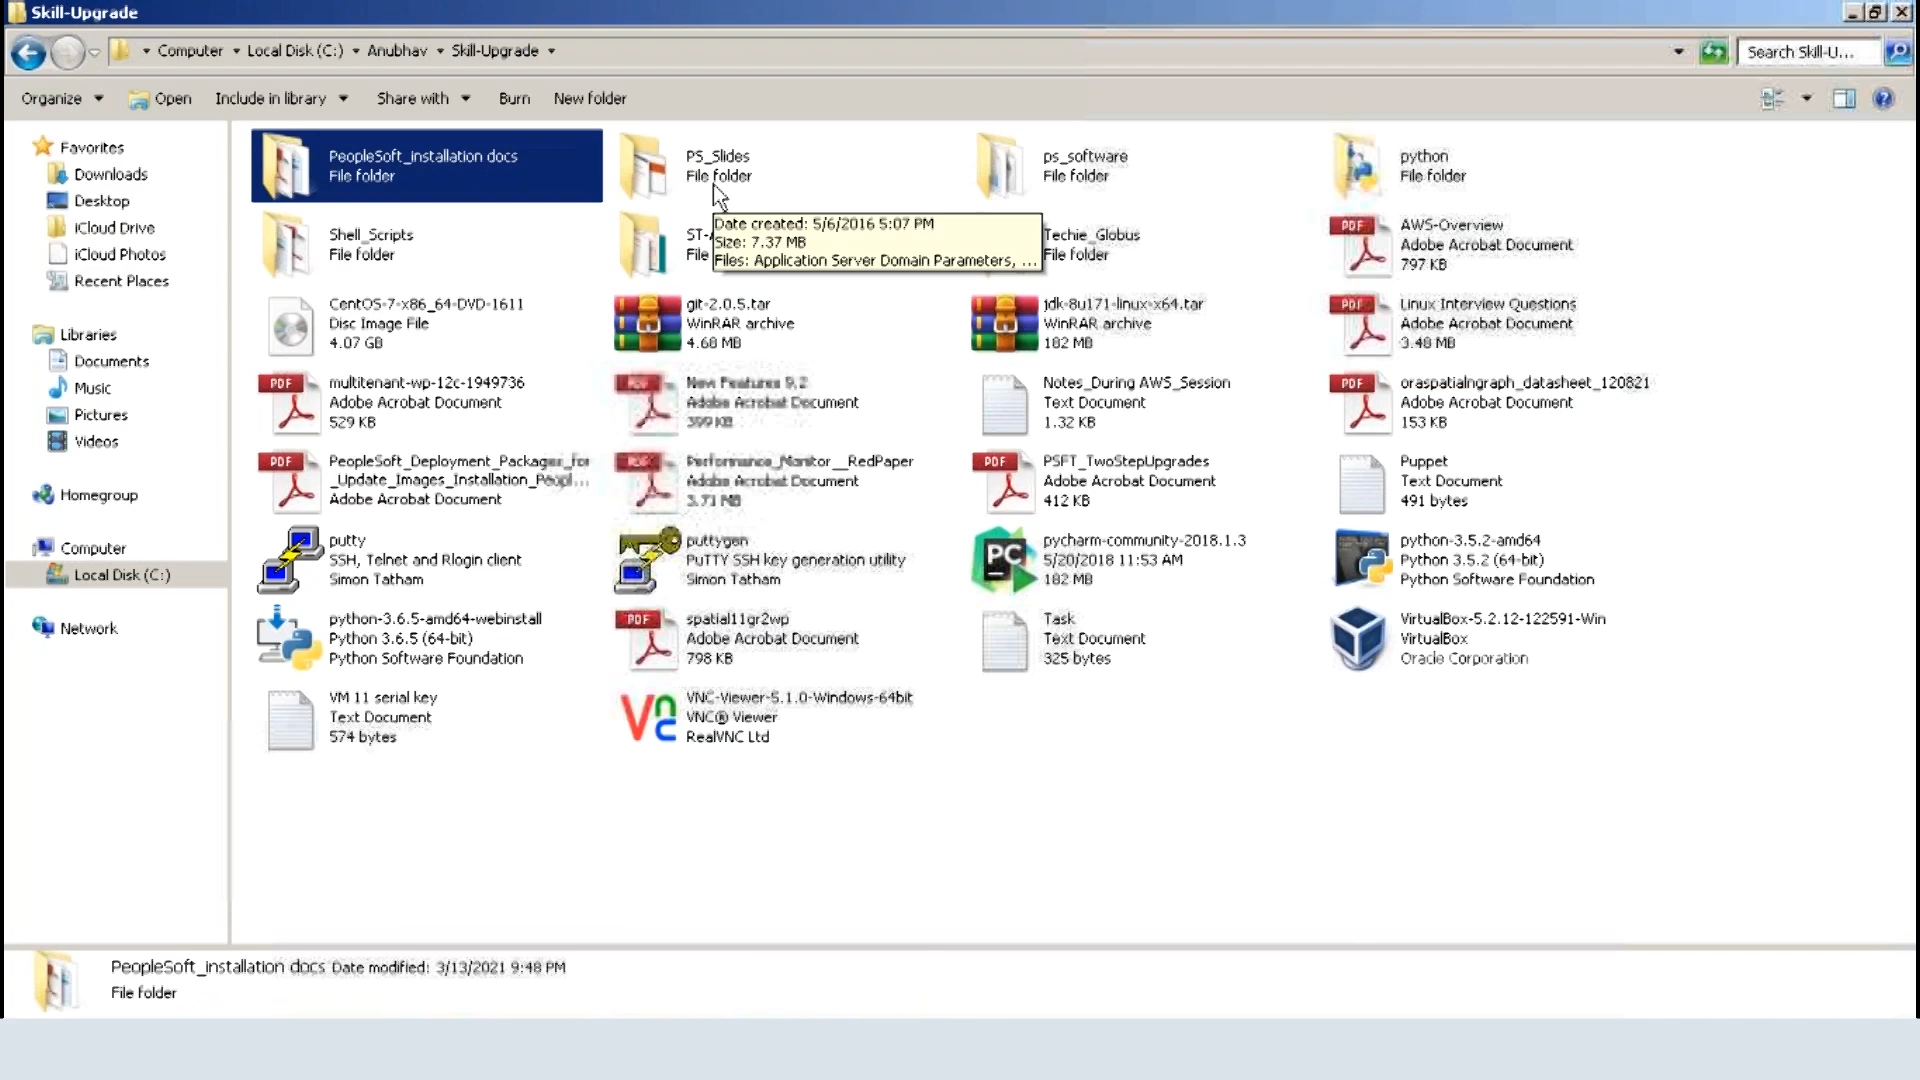 Skill-Upgrade
Computer Local Disk (C:) Anubhav Skill-Upgrade
Search Skill-U...
Organize Open Include in library Share with Burn New folder
Favorites
Downloads
Desktop
iCloud Drive
iCloud Photos
Recent Places
Libraries
Documents
Music
Pictures
Videos
Homegroup
Computer
Local Disk (C:)
Network
PeopleSoft_installation docs
File folder
PS_Slides
File folder
ps_software
File folder
python
File folder
Shell_Scripts
File folder
ST-
File
Date created: 5/6/2016 5:07 PM
Size: 7.37 MB
Files: Application Server Domain Parameters, ...
Techie_Globus
File folder
PDF
AWS-Overview
Adobe Acrobat Document
797 KB
CentOS-7-x86_64-DVD-1611
Disc Image File
4.07 GB
git-2.0.5.tar
WinRAR archive
4.68 MB
jdk-8u171-linux-x64.tar
WinRAR archive
182 MB
PDF
Linux Interview Questions
Adobe Acrobat Document
3.48 MB
PDF
multitenant-wp-12c-1949736
Adobe Acrobat Document
529 KB
New Features 9.2
Adobe Acrobat Document
399 KB
Notes_During AWS_Session
Text Document
1.32 KB
PDF
oraspatialngraph_datasheet_120821
Adobe Acrobat Document
153 KB
PDF
PeopleSoft_Deployment_Packages_for
_Update_Images_Installation_Peopl...
Adobe Acrobat Document
Performance_Monitor__RedPaper
Adobe Acrobat Document
3.71 MB
PDF
PSFT_TwoStepUpgrades
Adobe Acrobat Document
412 KB
Puppet
Text Document
491 bytes
putty
SSH, Telnet and Rlogin client
Simon Tatham
puttygen
PuTTY SSH key generation utility
Simon Tatham
PC
pycharm-community-2018.1.3
5/20/2018 11:53 AM
182 MB
python-3.5.2-amd64
Python 3.5.2 (64-bit)
Python Software Foundation
python-3.6.5-amd64-webinstall
Python 3.6.5 (64-bit)
Python Software Foundation
PDF
spatial11gr2wp
Adobe Acrobat Document
798 KB
Task
Text Document
325 bytes
VirtualBox-5.2.12-122591-Win
VirtualBox
Oracle Corporation
VM 11 serial key
Text Document
574 bytes
Vnc
VNC-Viewer-5.1.0-Windows-64bit
VNC® Viewer
RealVNC Ltd
PeopleSoft_installation docs Date modified: 3/13/2021 9:48 PM
File folder